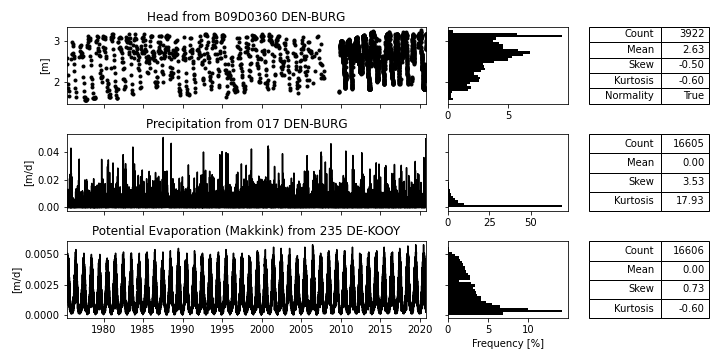 Head from B09D0360 DEN-BURG
3
2
[m]
0 5
Count 3922
Mean 2.63
Skew -0.50
Kurtosis -0.60
Normality True
Precipitation from 017 DEN-BURG
0.04
0.02
0.00
[m/d]
0 25 50
Count 16605
Mean 0.00
Skew 3.53
Kurtosis 17.93
Potential Evaporation (Makkink) from 235 DE-KOOY
0.0050
0.0025
0.0000
[m/d]
1980 1985 1990 1995 2000 2005 2010 2015 2020
0 5 10
Frequency [%]
Count 16606
Mean 0.00
Skew 0.73
Kurtosis -0.60